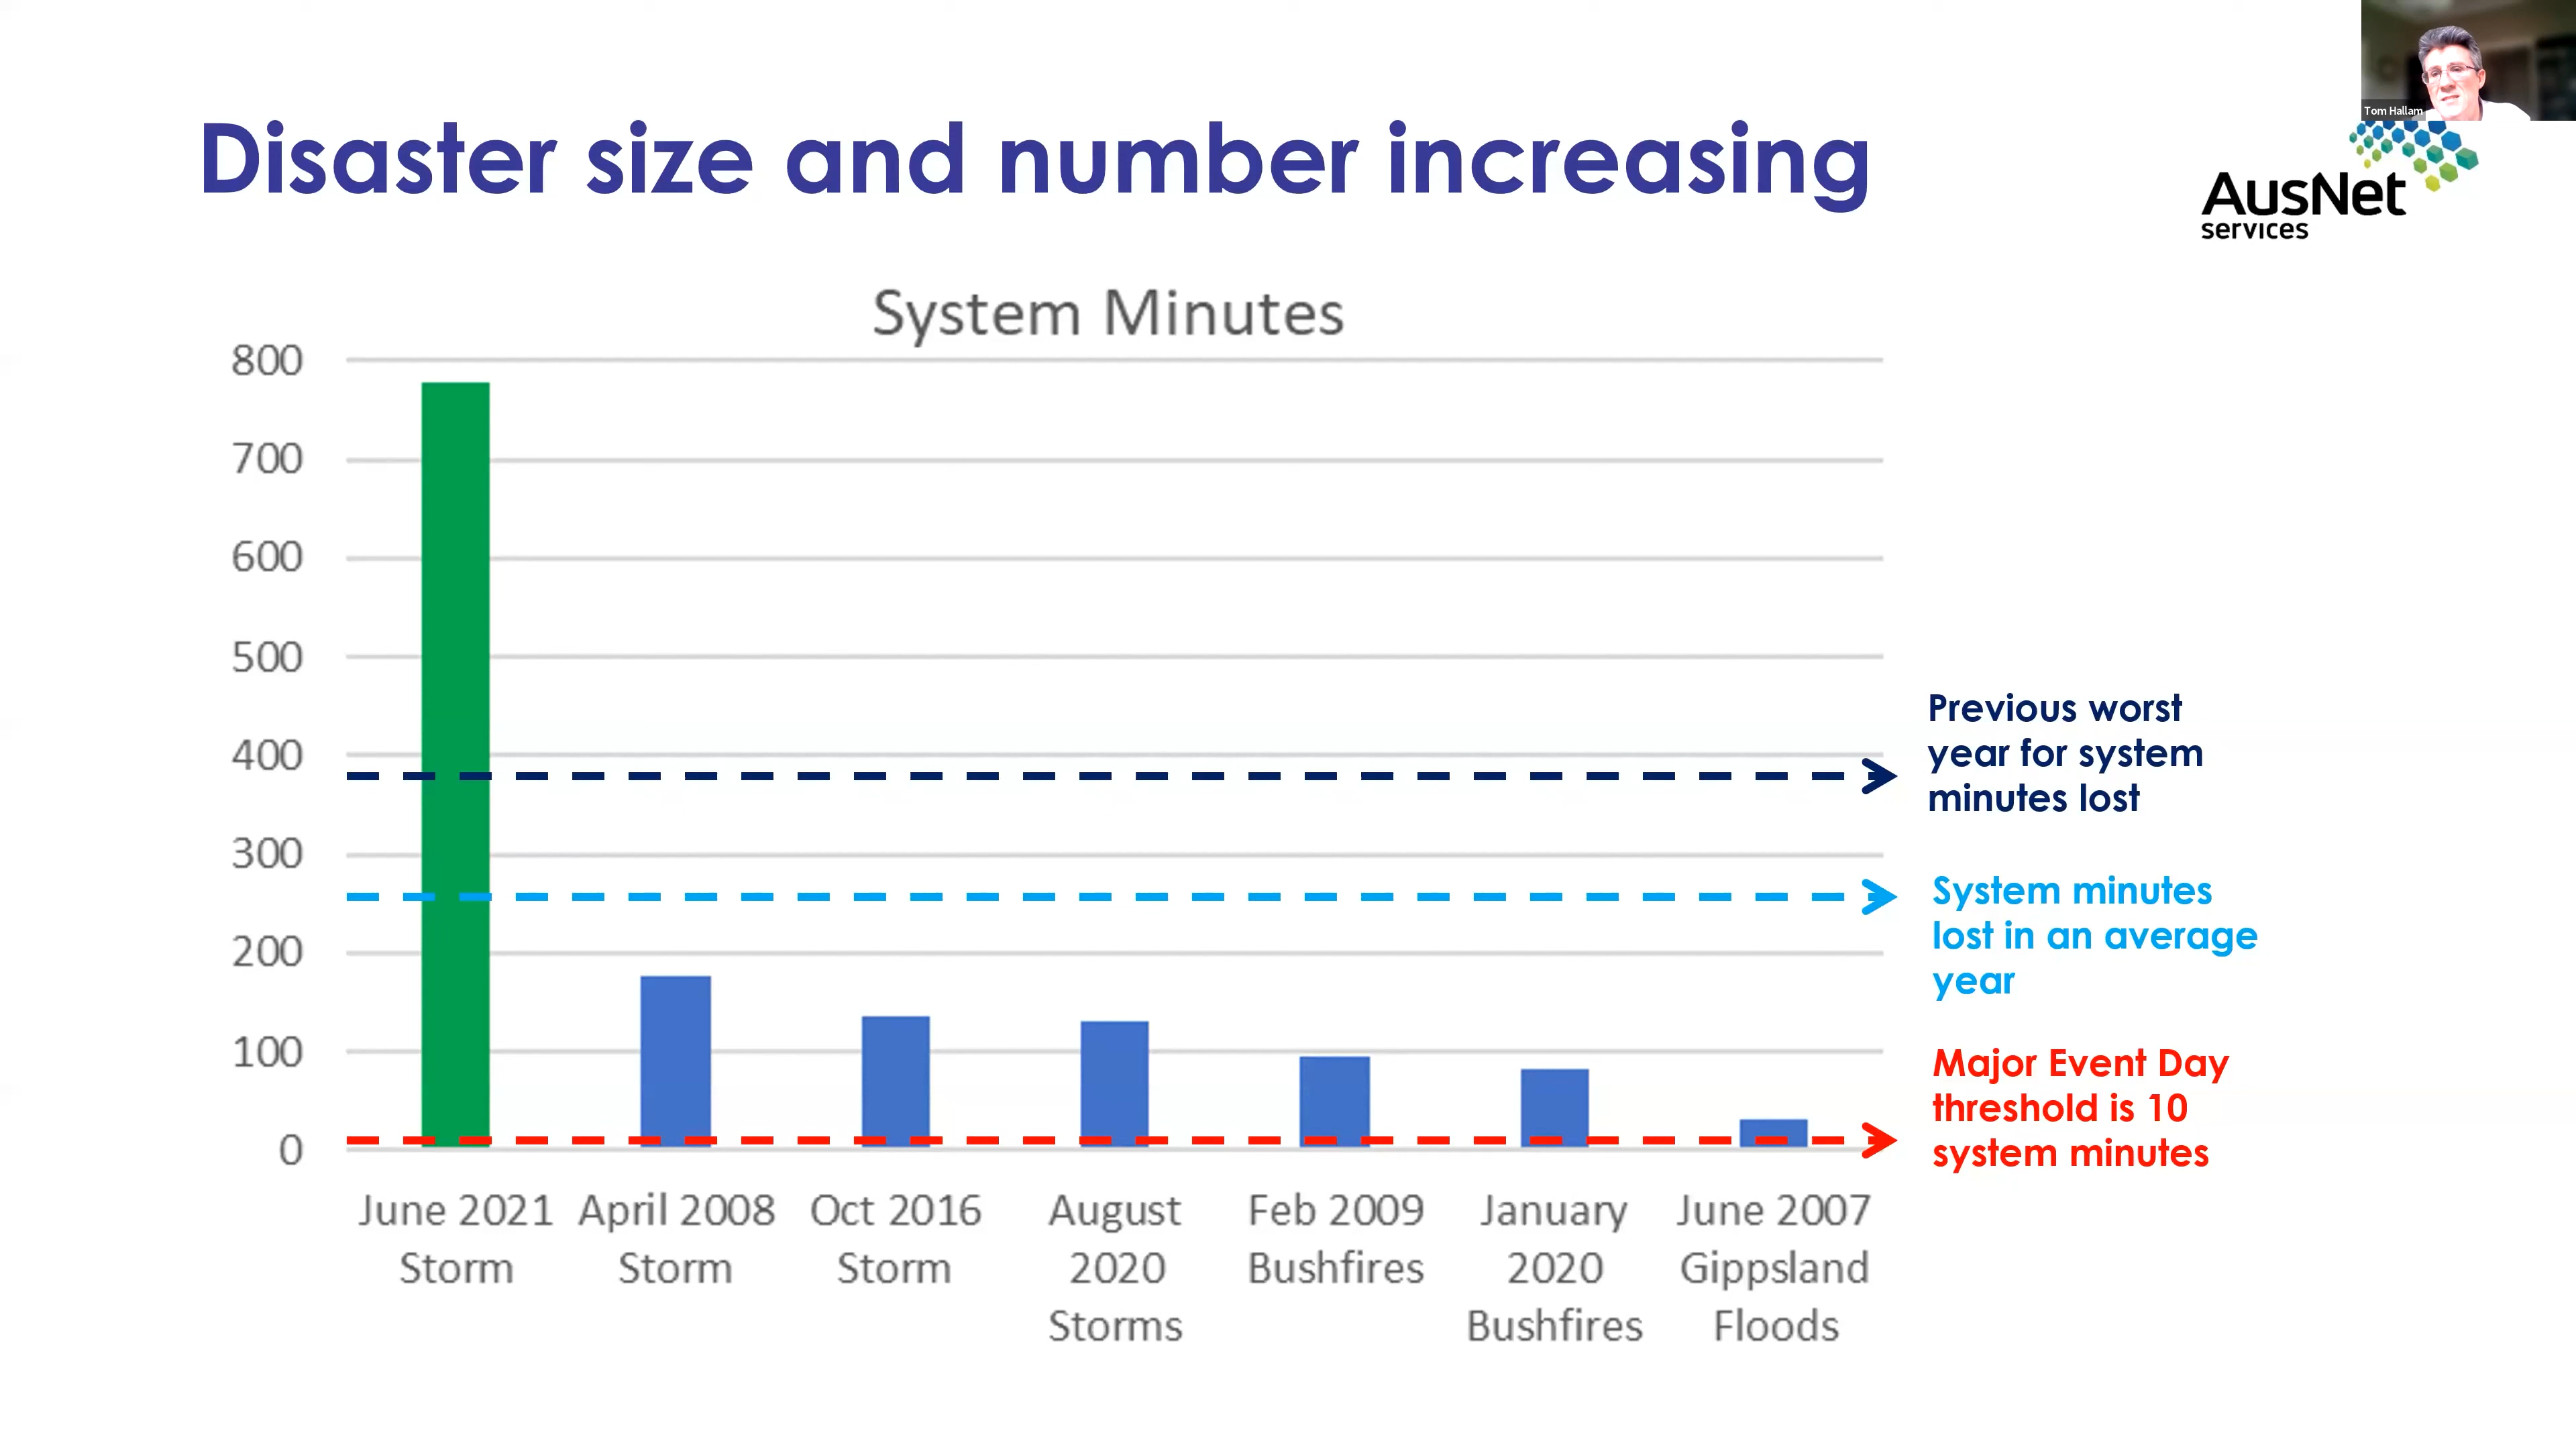 Tom Hallam
Disaster size and number increasing
AusNet
services
System Minutes
800
700
600
500
400
300
200
100
0
Previous worst
year for system
minutes lost
System minutes
lost in an average
year
Major Event Day
threshold is 10
system minutes
June 2021
Storm
April 2008
Storm
Oct 2016
Storm
August
2020
Storms
Feb 2009
Bushfires
January
2020
Bushfires
June 2007
Gippsland
Floods